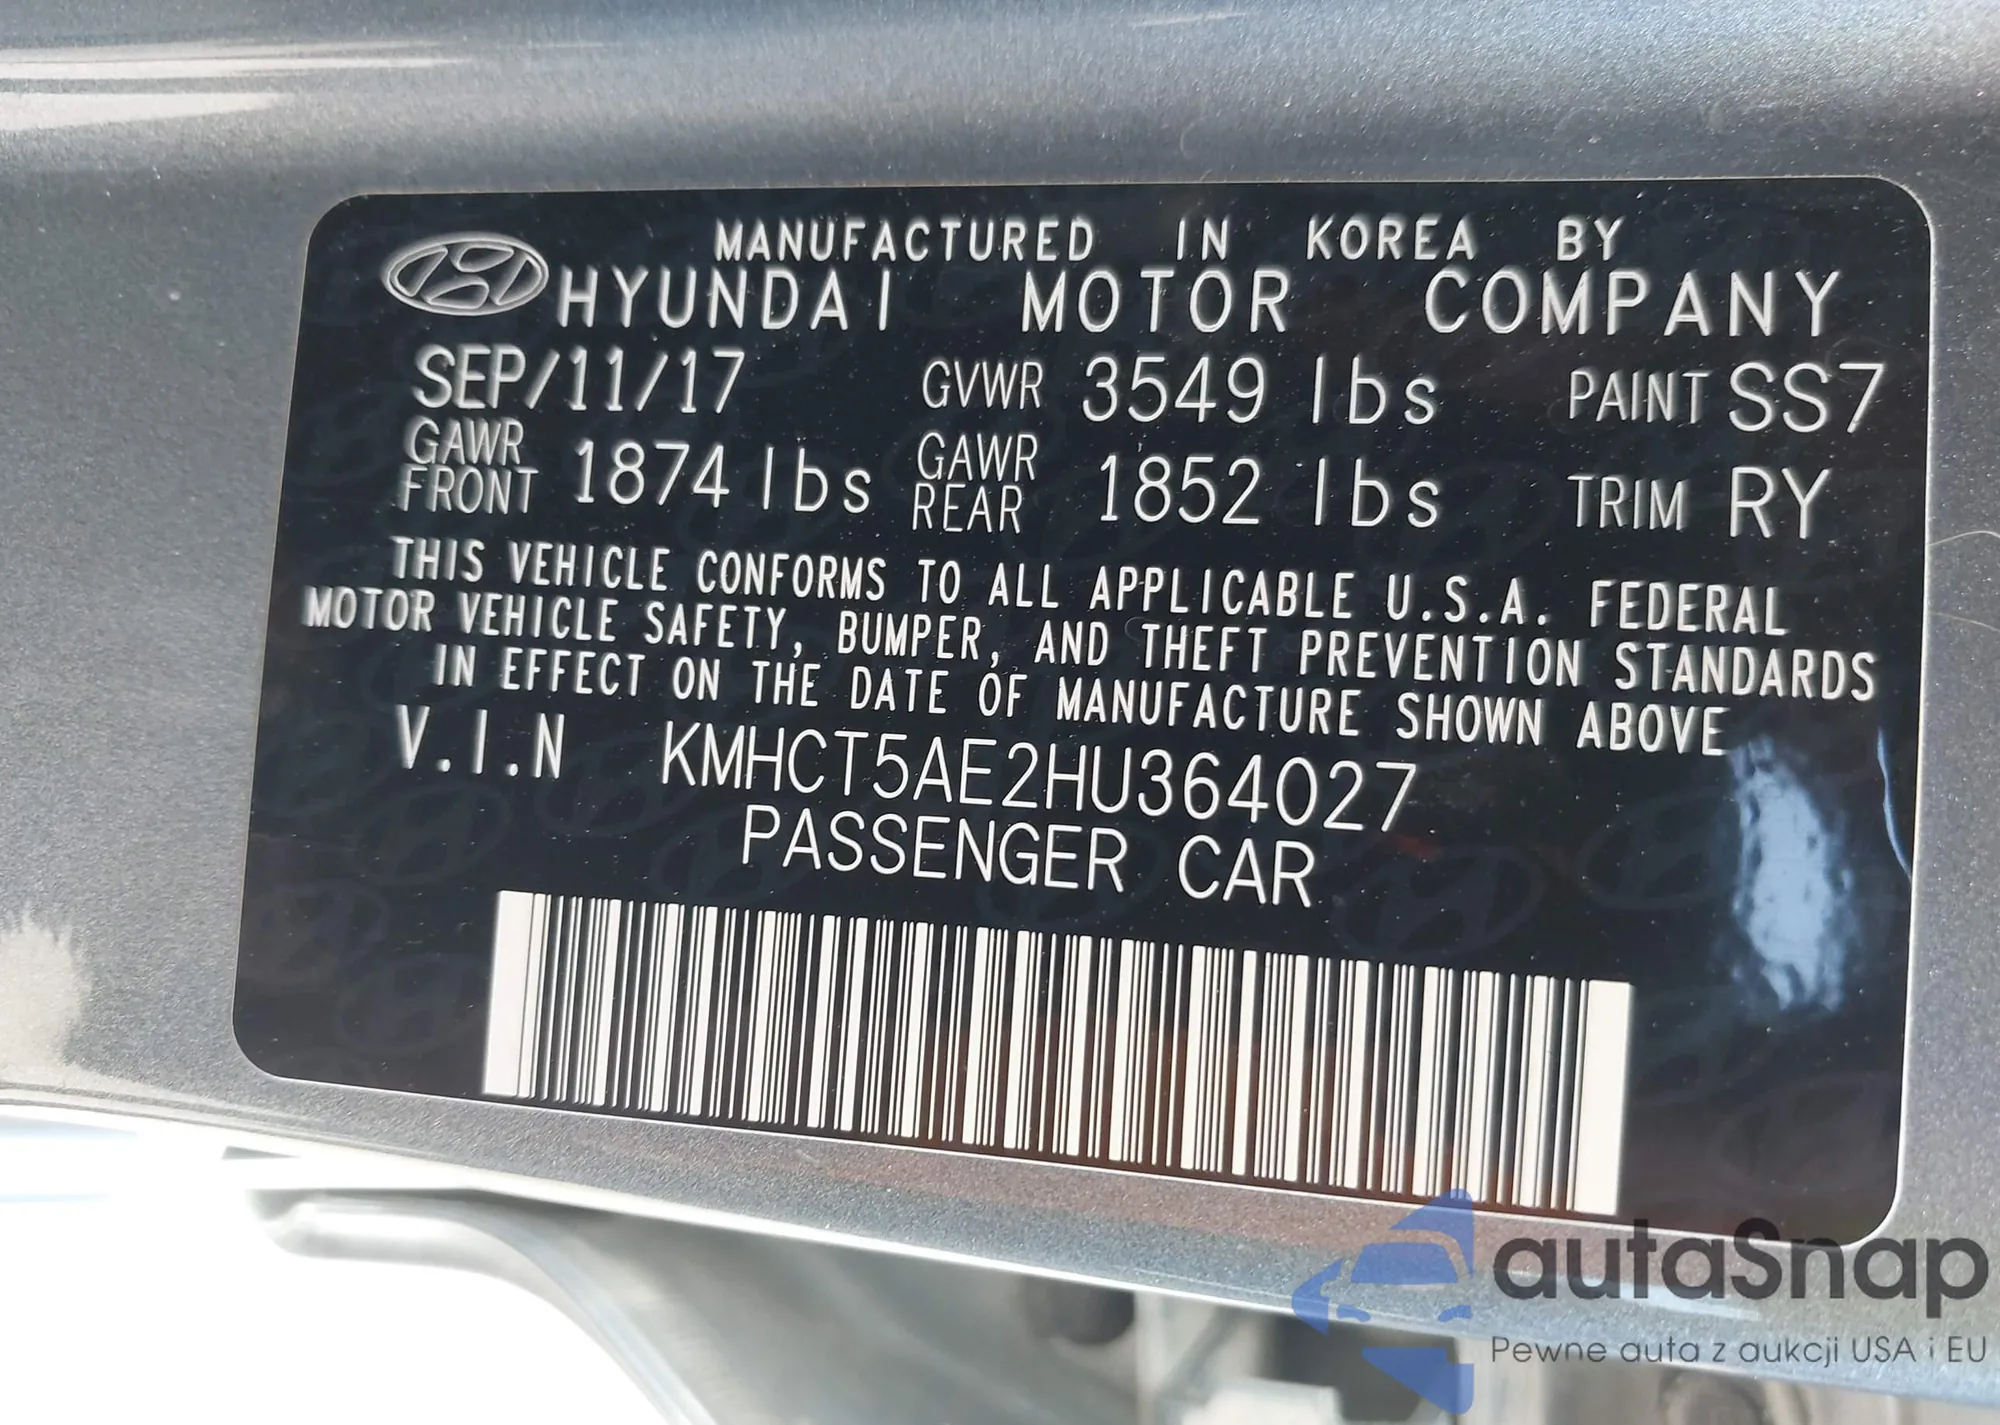 MANUFACTURED IN KOREA BY
HYUNDAI MOTOR COMPANY
SEP/11/17 GVWR 3549 lbs PAINT SS7
GAWR FRONT 1874 lbs GAWR REAR 1852 lbs TRIM RY
THIS VEHICLE CONFORMS TO ALL APPLICABLE U.S.A. FEDERAL
MOTOR VEHICLE SAFETY, BUMPER, AND THEFT PREVENTION STANDARDS
IN EFFECT ON THE DATE OF MANUFACTURE SHOWN ABOVE
V.I.N KMHCT5AE2HU364027
PASSENGER CAR
autaSnap
Pewne auta z aukcji USA i EU